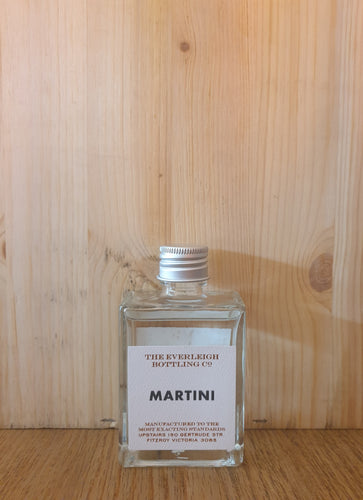 THE EVERLEIGH
BOTTLING Cº
MARTINI
MANUFACTURED TO THE
MOST EXACTING STANDARDS
UPSTAIRS 150 GERTRUDE STR.
FITZROY VICTORIA 3065